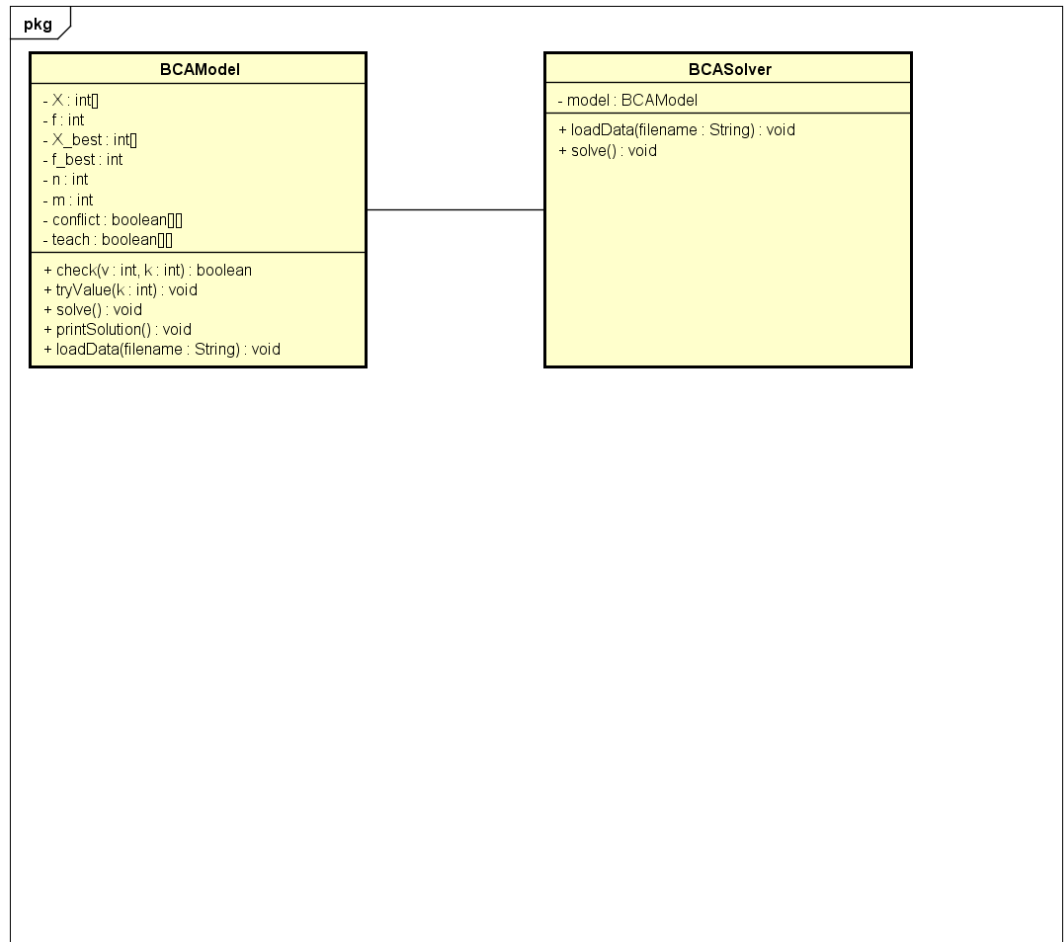 pkg
BCAModel
- X : int[]
- f : int
- X_best : int[]
- f_best : int
- n : int
- m : int
- conflict : boolean[][]
- teach : boolean[][]
+ check(v : int, k : int) : boolean
+ tryValue(k : int) : void
+ solve() : void
+ printSolution() : void
+ loadData(filename : String) : void
BCASolver
- model : BCAModel
+ loadData(filename : String) : void
+ solve() : void